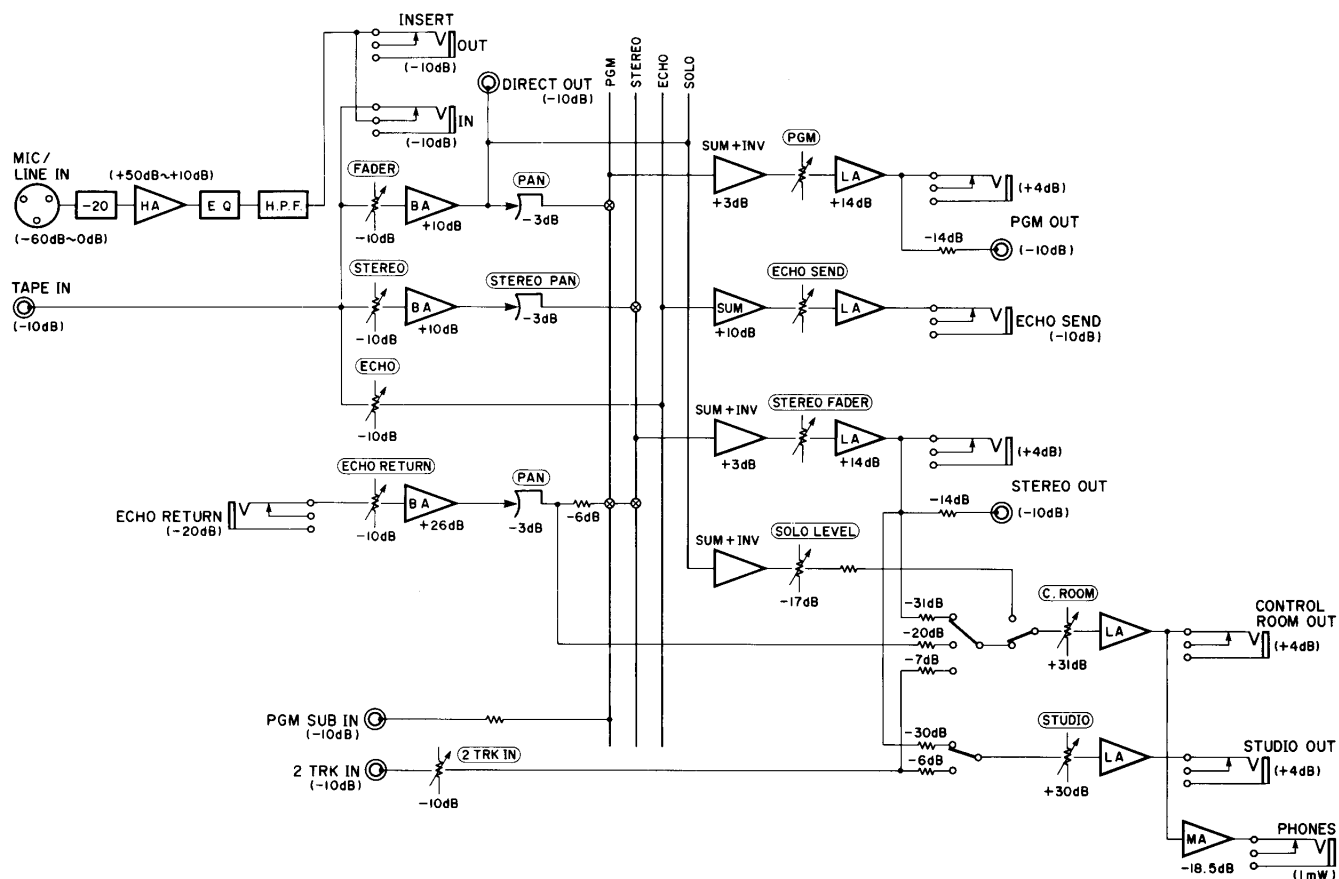 INSERT
OUT
(-10dB)
DIRECT OUT
(-10dB)
PGM
STEREO
ECHO
SOLO
IN
(-10dB)
MIC/
LINE IN
(-60dB~0dB)
-20
(+50dB~+10dB)
HA
EQ
H.P.F.
FADER
-10dB
BA
+10dB
PAN
-3dB
SUM+INV
+3dB
PGM
LA
+14dB
(+4dB)
PGM OUT
-14dB
(-10dB)
TAPE IN
(-10dB)
STEREO
-10dB
BA
+10dB
STEREO PAN
-3dB
SUM
+10dB
ECHO SEND
LA
ECHO SEND
(-10dB)
ECHO
-10dB
SUM+INV
+3dB
STEREO FADER
LA
+14dB
(+4dB)
STEREO OUT
-14dB
(-10dB)
ECHO RETURN
(-20dB)
ECHO RETURN
-10dB
BA
+26dB
PAN
-3dB
-6dB
SUM+INV
SOLO LEVEL
-17dB
-31dB
-20dB
-7dB
C. ROOM
+31dB
LA
CONTROL
ROOM OUT
(+4dB)
PGM SUB IN
(-10dB)
2 TRK IN
(-10dB)
2 TRK IN
-10dB
-30dB
-6dB
STUDIO
+30dB
LA
STUDIO OUT
(+4dB)
MA
-18.5dB
PHONES
(1mW)